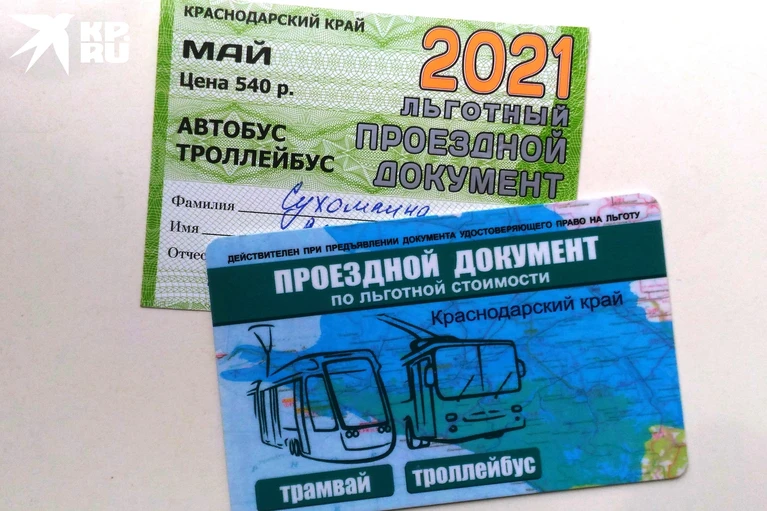 KP
RU
КРАСНОДАРСКИЙ КРАЙ
МАЙ
Цена 540 р.
2021
ЛЬГОТНЫЙ
ПРОЕЗДНОЙ
ДОКУМЕНТ
АВТОБУС
ТРОЛЛЕЙБУС
Фамилия Сухомлина
Имя
ДЕЙСТВИТЕЛЕН ПРИ ПРЕДЪЯВЛЕНИИ ДОКУМЕНТА УДОСТОВЕРЯЮЩЕГО ПРАВО НА ЛЬГОТУ
ПРОЕЗДНОЙ ДОКУМЕНТ
ПО ЛЬГОТНОЙ СТОИМОСТИ
Краснодарский край
трамвай
троллейбус